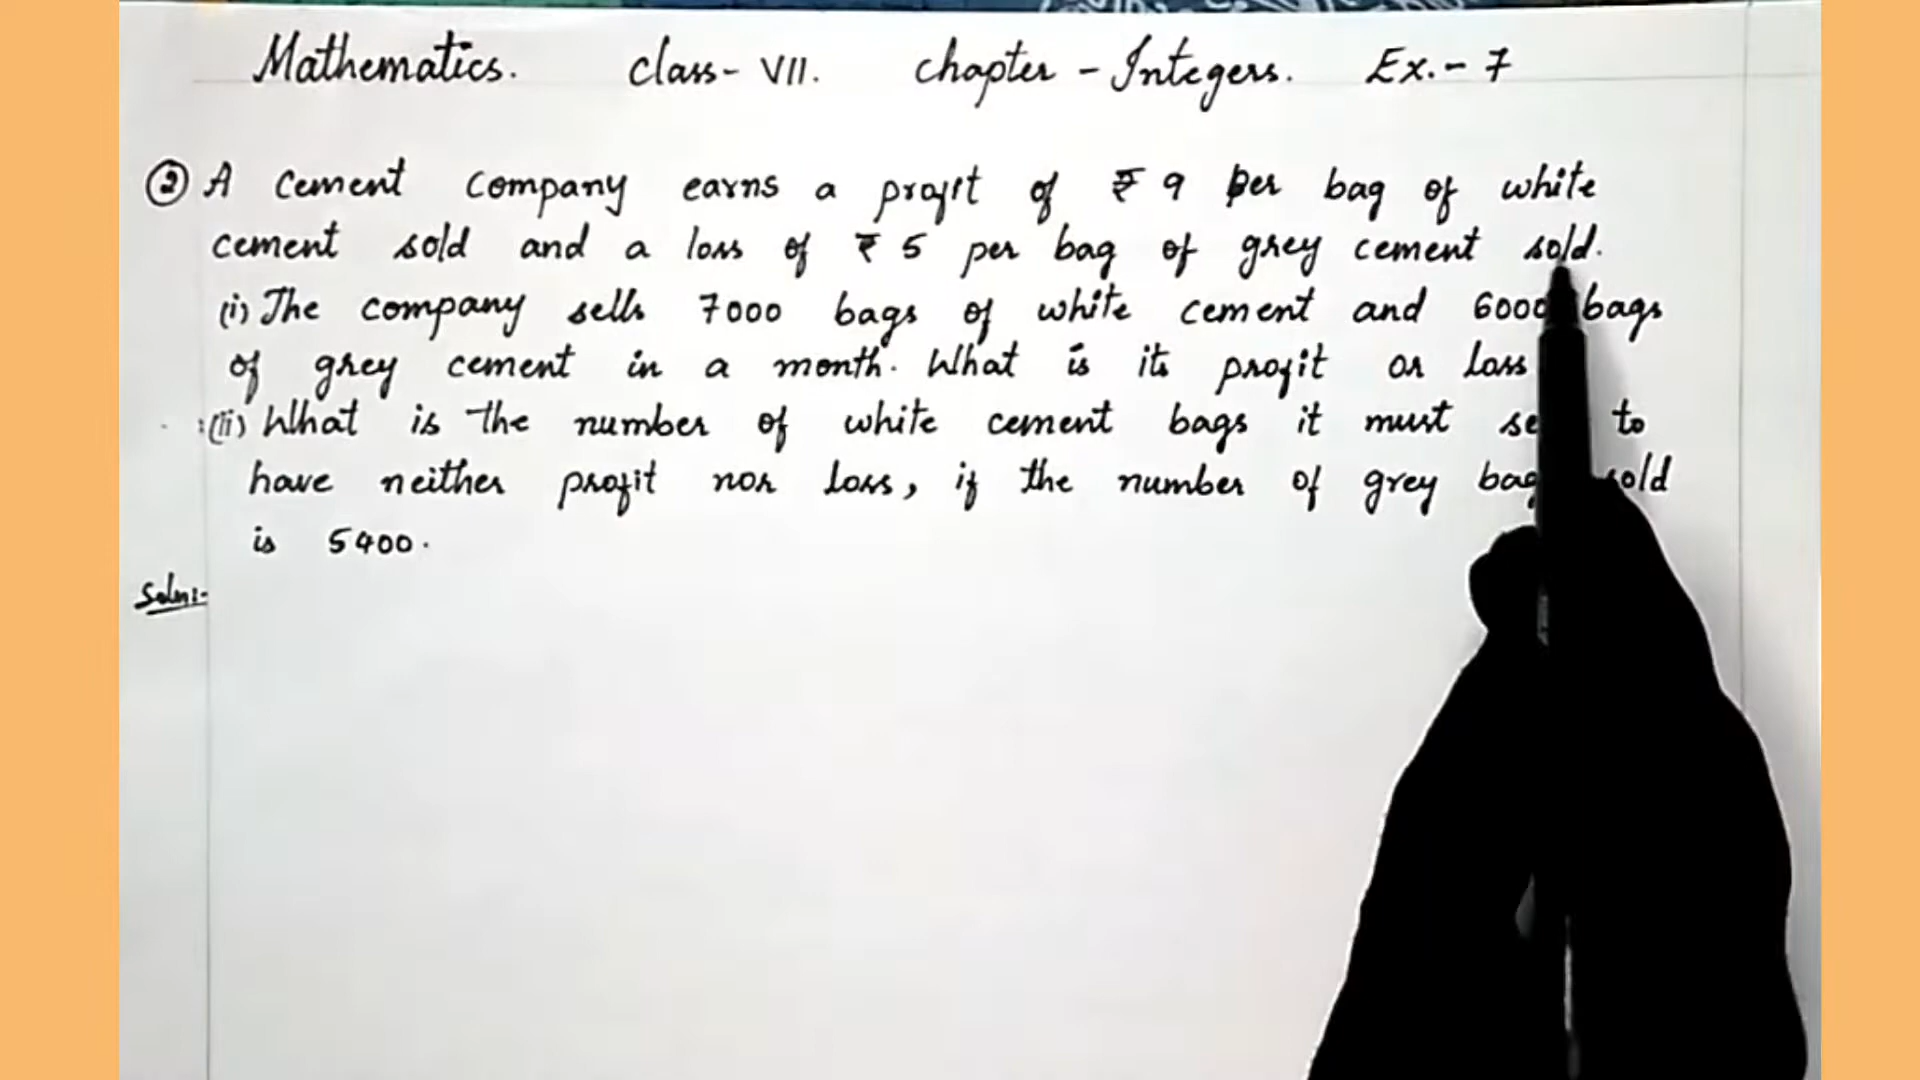 Mathematics. Class- VII. Chapter - Integers. Ex.- 7
② A Cement Company earns a profit of ₹ 9 per bag of white
cement sold and a loss of ₹ 5 per bag of grey cement sold.
(i) The company sells 7000 bags of white cement and 6000 bags
of grey cement in a month. What is its profit or loss
(ii) What is the number of white cement bags it must to
have neither profit nor loss, if the number of grey sold
is 5400.
Soln:-